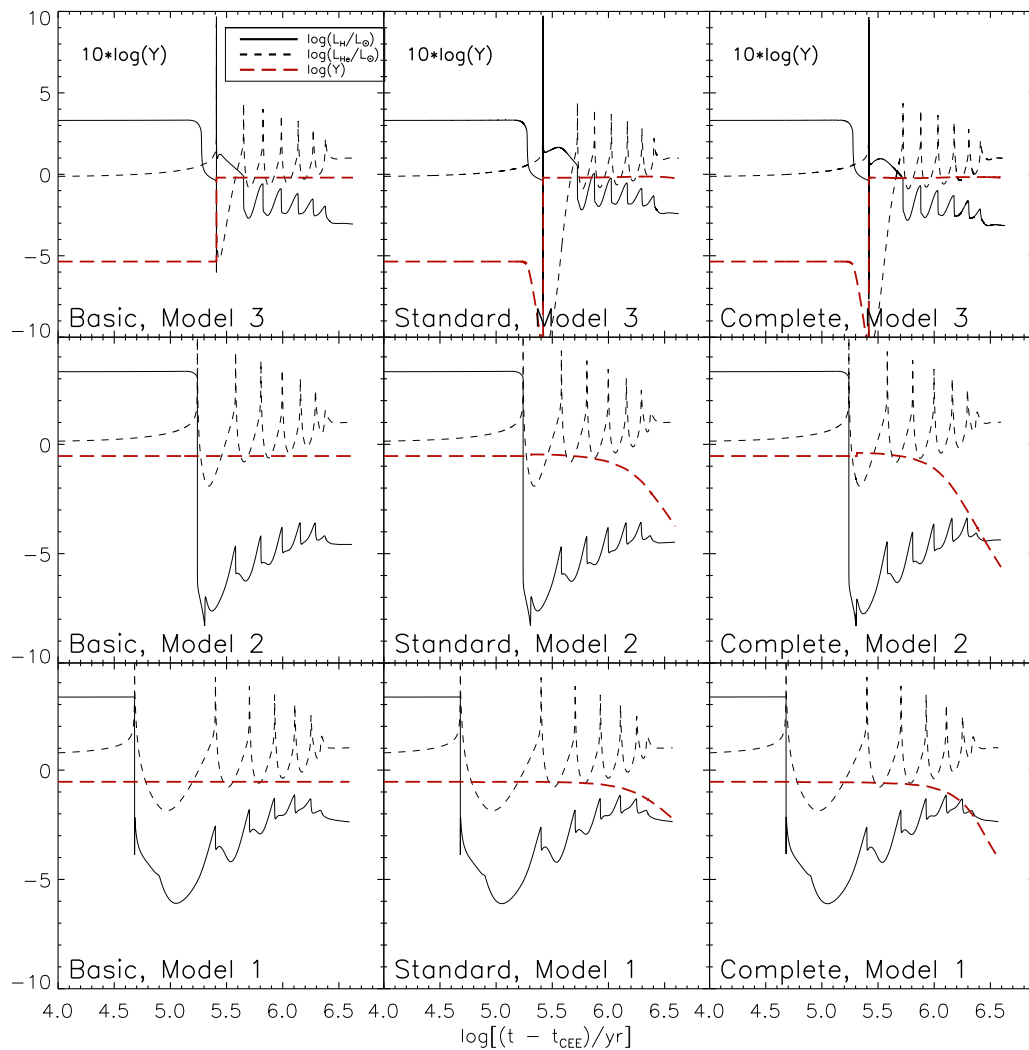 10*log(Y)
log(L_H/L_☉)
log(L_He/L_☉)
log(Y)
10*log(Y)
10*log(Y)
10
5
0
−5
−10
Basic, Model 3
Standard, Model 3
Complete, Model 3
0
−5
−10
Basic, Model 2
Standard, Model 2
Complete, Model 2
0
−5
−10
Basic, Model 1
Standard, Model 1
Complete, Model 1
4.0 4.5 5.0 5.5 6.0 6.5 4.0 4.5 5.0 5.5 6.0 6.5 4.0 4.5 5.0 5.5 6.0 6.5
log[(t − t_CEE)/yr]